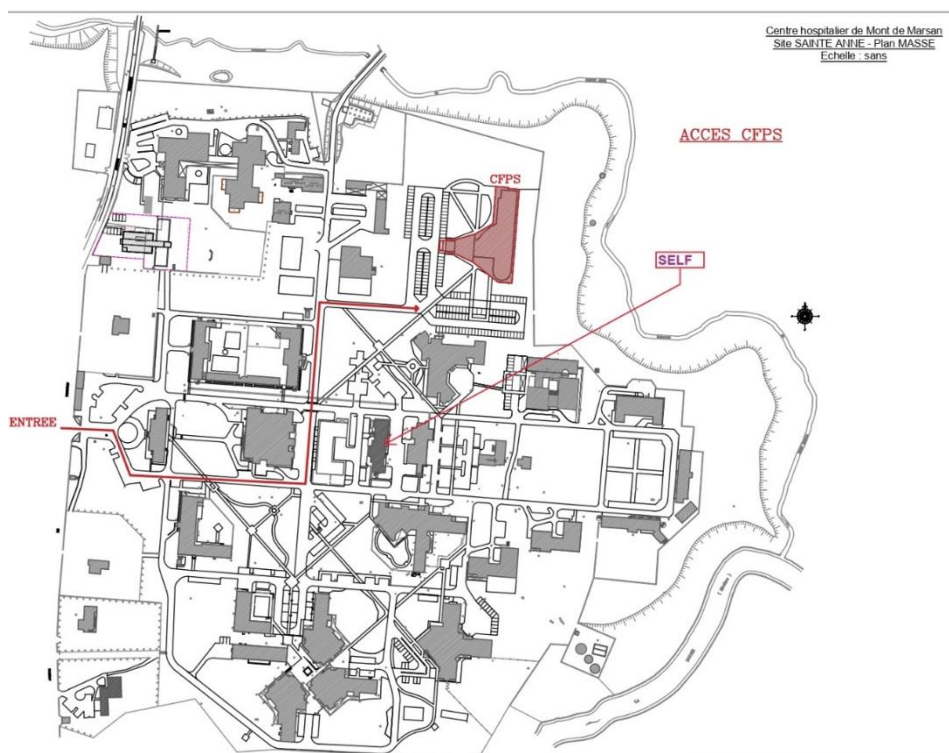 Centre hospitalier de Mont de Marsan
Site SAINTE ANNE - Plan MASSE
Echelle : sans
ACCES CFPS
CFPS
SELF
ENTREE